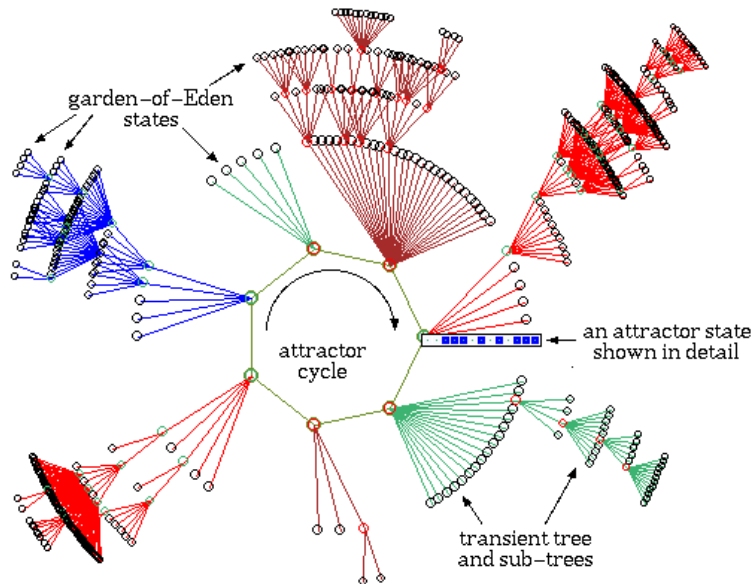 garden-of-Eden
states
attractor
cycle
an attractor state
shown in detail
transient tree
and sub-trees